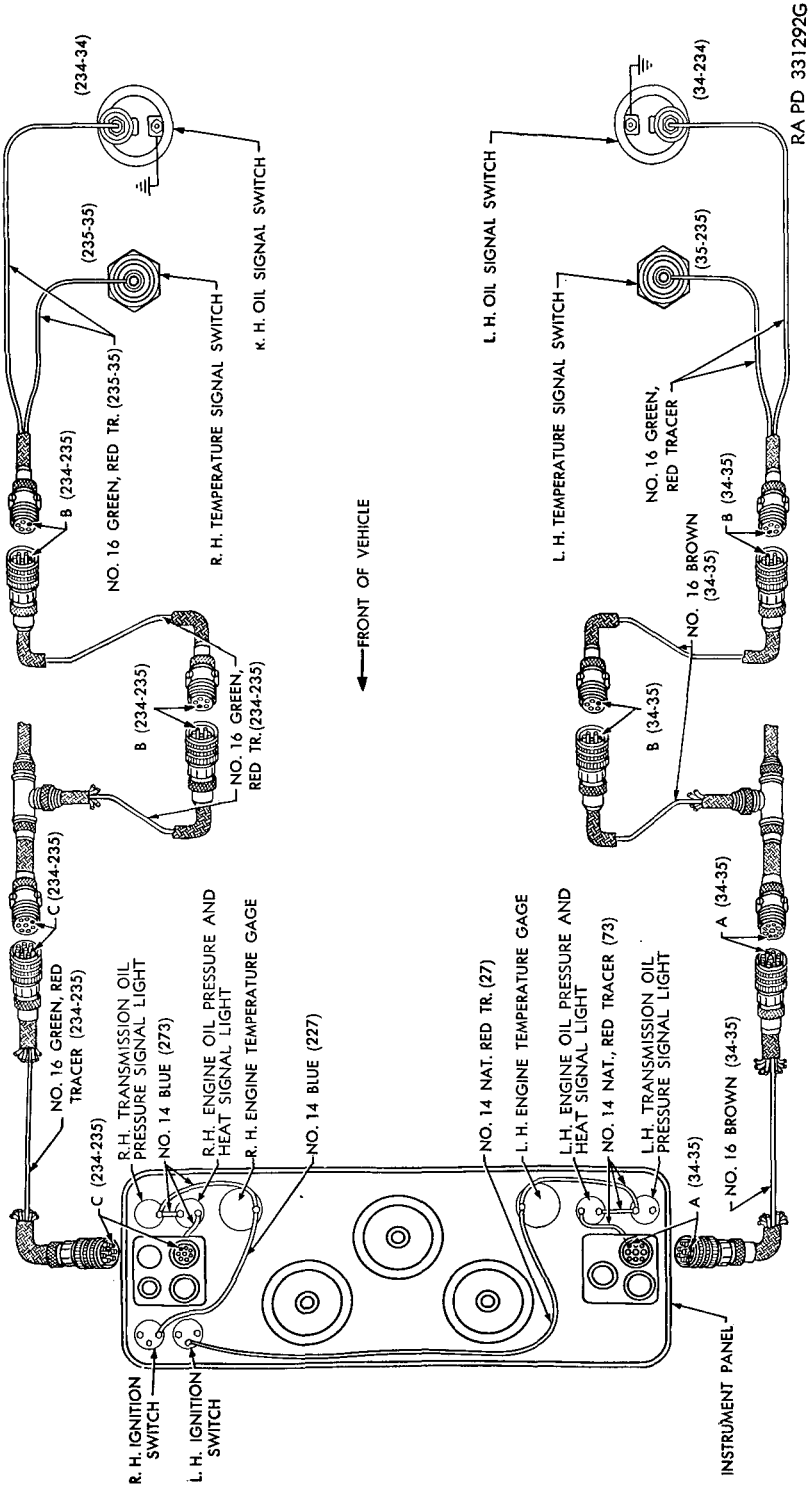 (234-34)
(235-35)
K. H. OIL SIGNAL SWITCH
R. H. TEMPERATURE SIGNAL SWITCH
NO. 16 GREEN, RED TR. (235-35)
B (234-235)
B (234-235)
NO. 16 GREEN,
RED TR. (234-235)
C (234-235)
NO. 16 GREEN, RED
TRACER (234-235)
C (234-235)
R.H. TRANSMISSION OIL
PRESSURE SIGNAL LIGHT
NO. 14 BLUE (273)
R.H. ENGINE OIL PRESSURE AND
HEAT SIGNAL LIGHT
R. H. ENGINE TEMPERATURE GAGE
NO. 14 BLUE (227)
R. H. IGNITION
SWITCH
L. H. IGNITION
SWITCH
FRONT OF VEHICLE
NO. 14 NAT. RED TR. (27)
L. H. ENGINE TEMPERATURE GAGE
L.H. ENGINE OIL PRESSURE AND
HEAT SIGNAL LIGHT
NO. 14 NAT., RED TRACER (73)
L.H. TRANSMISSION OIL
PRESSURE SIGNAL LIGHT
A (34-35)
NO. 16 BROWN (34-35)
A (34-35)
INSTRUMENT PANEL
B (34-35)
NO. 16 BROWN
(34-35)
B (34-35)
NO. 16 GREEN,
RED TRACER
L. H. TEMPERATURE SIGNAL SWITCH
L. H. OIL SIGNAL SWITCH
(35-235)
(34-234)
RA PD 331292G